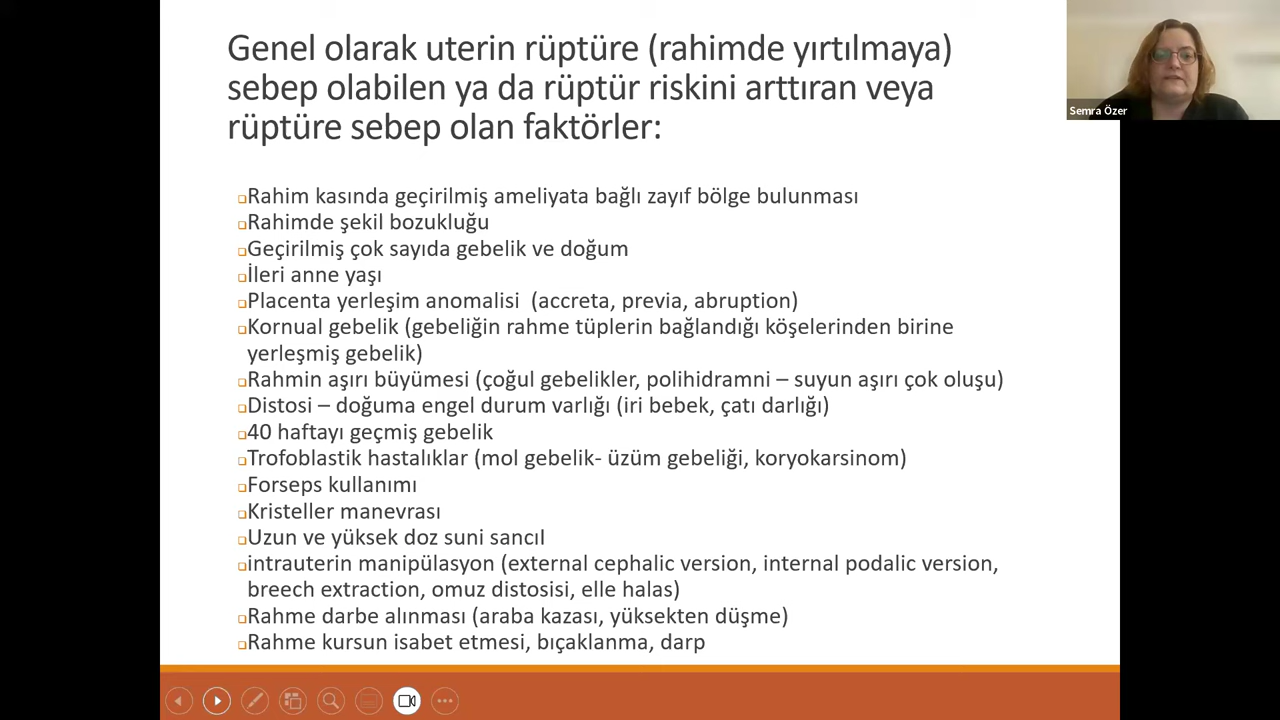 Genel olarak uterin rüptüre (rahimde yırtılmaya)
sebep olabilen ya da rüptür riskini arttıran veya
rüptüre sebep olan faktörler:
Semra Özer
Rahim kasında geçirilmiş ameliyata bağlı zayıf bölge bulunması
Rahimde şekil bozukluğu
Geçirilmiş çok sayıda gebelik ve doğum
İleri anne yaşı
Placenta yerleşim anomalisi (accreta, previa, abruption)
Kornual gebelik (gebeliğin rahme tüplerin bağlandığı köşelerinden birine
yerleşmiş gebelik)
Rahmin aşırı büyümesi (çoğul gebelikler, polihidramni – suyun aşırı çok oluşu)
Distosi – doğuma engel durum varlığı (iri bebek, çatı darlığı)
40 haftayı geçmiş gebelik
Trofoblastik hastalıklar (mol gebelik- üzüm gebeliği, koryokarsinom)
Forseps kullanımı
Kristeller manevrası
Uzun ve yüksek doz suni sancıl
intrauterin manipülasyon (external cephalic version, internal podalic version,
breech extraction, omuz distosisi, elle halas)
Rahme darbe alınması (araba kazası, yüksekten düşme)
Rahme kursun isabet etmesi, bıçaklanma, darp